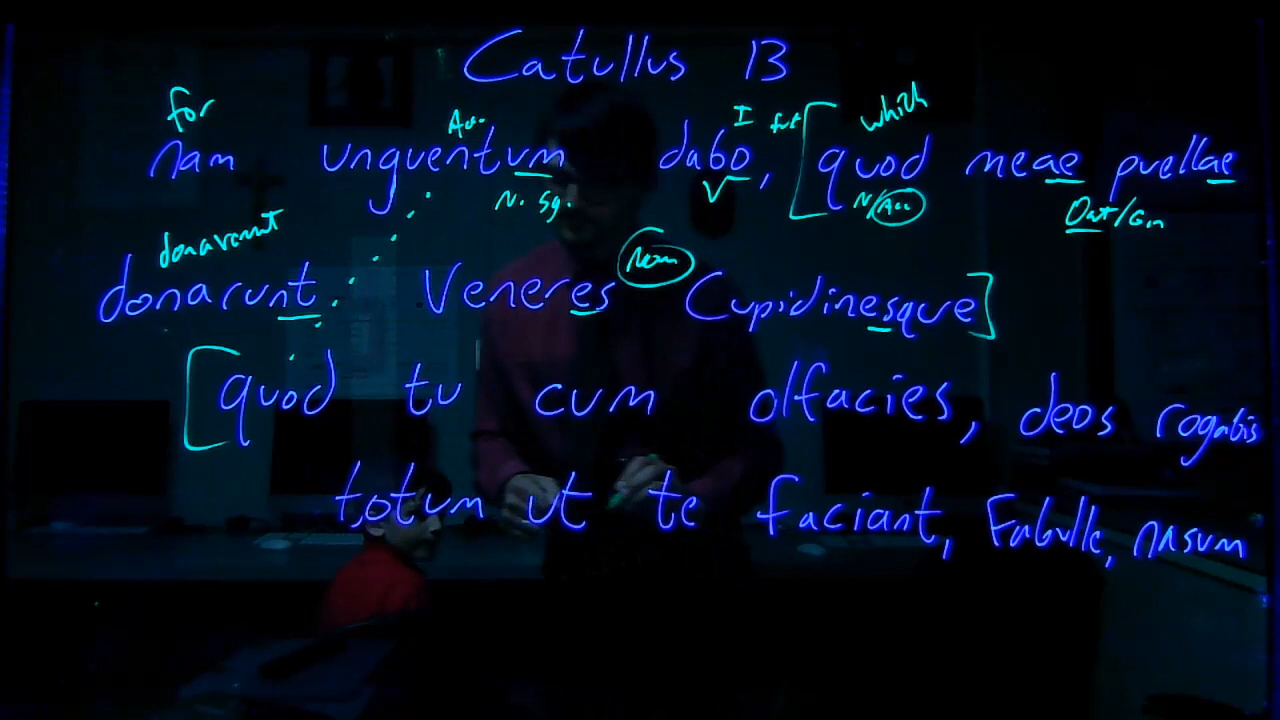 Catullus 13
for Acc. I fut which
nam unguentum dabo, [quod meae puellae
N. Sg. V N/Acc Dat/Gen
donaverunt Nom
donarunt Veneres Cupidinesque]
[quod tu cum olfacies, deos rogabis
totum ut te faciant, Fabulle, nasum